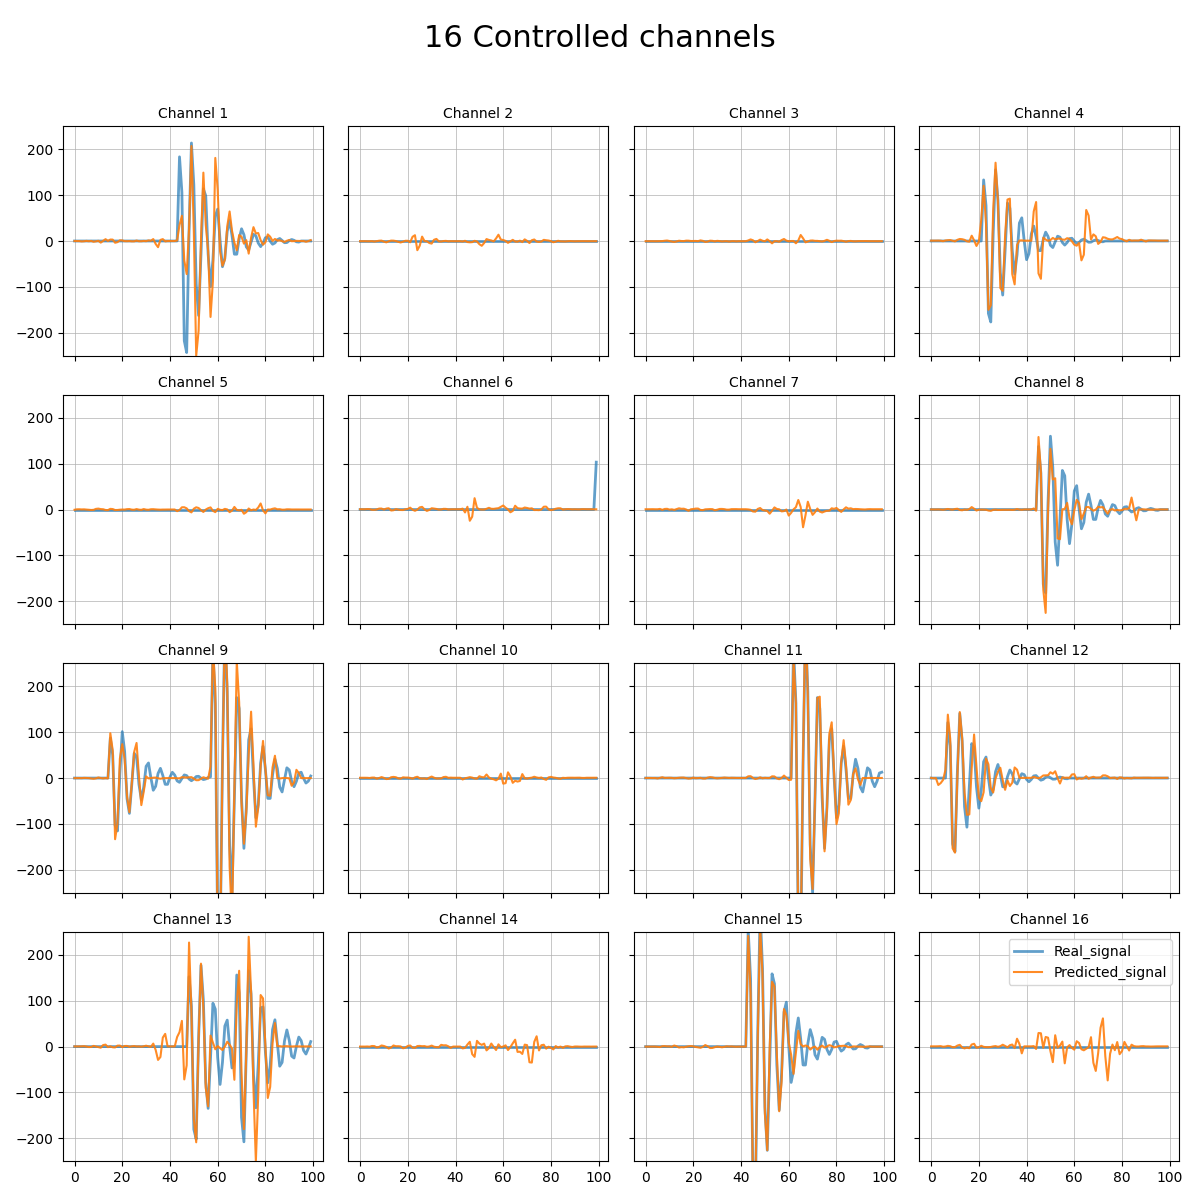 16 Controlled channels
Channel 1
Channel 2
Channel 3
Channel 4
200
100
0
−100
−200
Channel 5
Channel 6
Channel 7
Channel 8
200
100
0
−100
−200
Channel 9
Channel 10
Channel 11
Channel 12
200
100
0
−100
−200
Channel 13
Channel 14
Channel 15
Channel 16
Real_signal
Predicted_signal
200
100
0
−100
−200
0 20 40 60 80 100
0 20 40 60 80 100
0 20 40 60 80 100
0 20 40 60 80 100